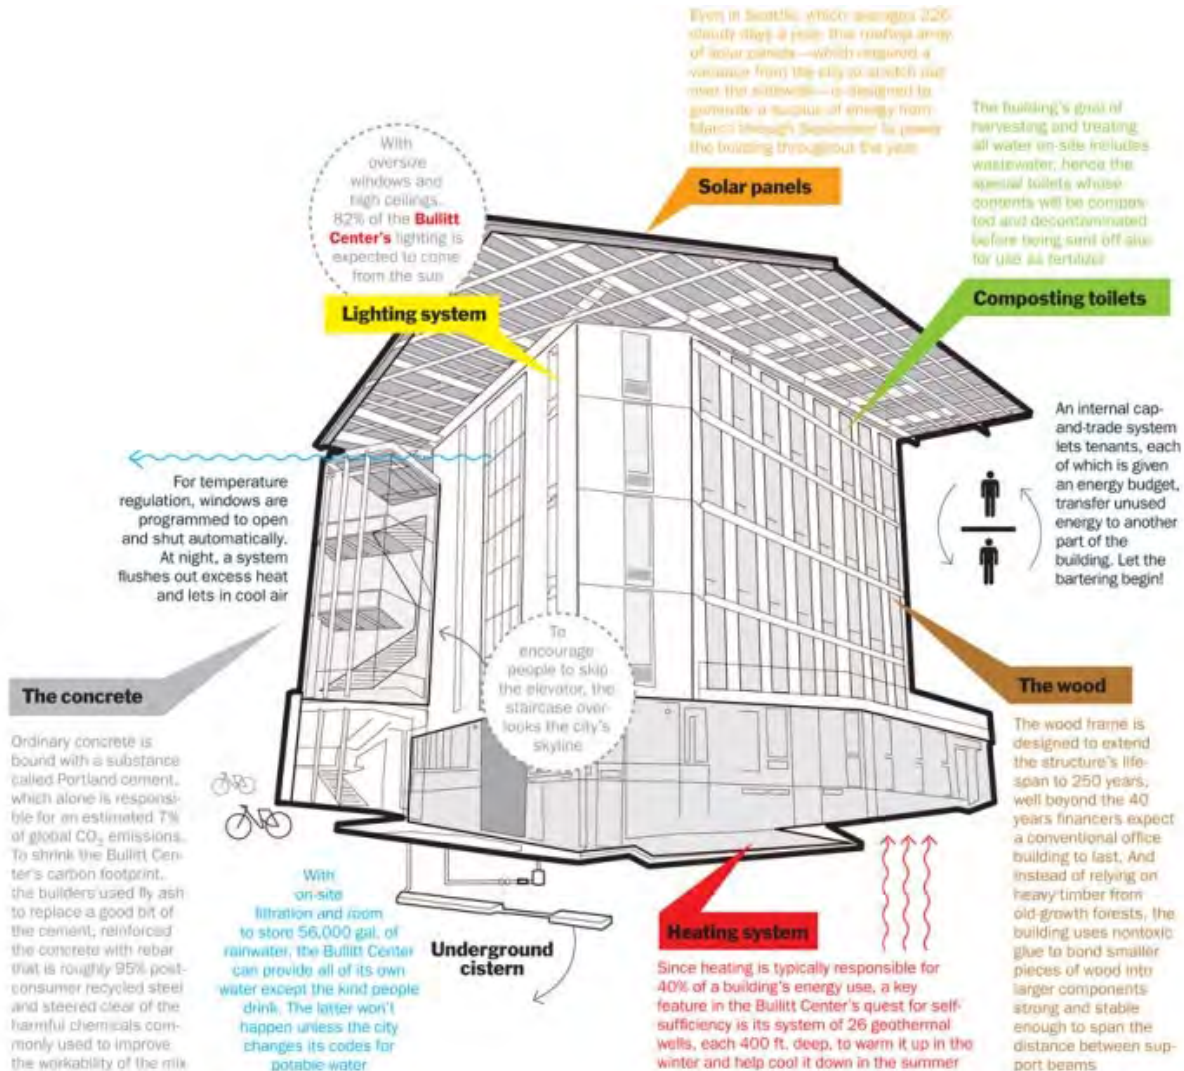 Even in Seattle, which averages 226
cloudy days a year, this rooftop array
of solar panels—which required a
variance from the city to stretch out
over the sidewalk—is designed to
generate a surplus of energy from
March through September to power
the building throughout the year
Solar panels
The building's goal of
harvesting and treating
all water on-site includes
wastewater, hence the
special toilets whose
contents will be compos-
ted and decontaminated
before being sent off-site
for use as fertilizer
Composting toilets
With
oversize
windows and
high ceilings,
82% of the Bullitt
Center's lighting is
expected to come
from the sun
Lighting system
An internal cap-
and-trade system
lets tenants, each
of which is given
an energy budget,
transfer unused
energy to another
part of the
building. Let the
bartering begin!
For temperature
regulation, windows are
programmed to open
and shut automatically.
At night, a system
flushes out excess heat
and lets in cool air
To
encourage
people to skip
the elevator, the
staircase over-
looks the city's
skyline
The concrete
Ordinary concrete is
bound with a substance
called Portland cement,
which alone is responsi-
ble for an estimated 7%
of global CO₂ emissions.
To shrink the Bullitt Cen-
ter's carbon footprint,
the builders used fly ash
to replace a good bit of
the cement, reinforced
the concrete with rebar
that is roughly 95% post-
consumer recycled steel
and steered clear of the
harmful chemicals com-
monly used to improve
the workability of the mix
With
on-site
filtration and room
to store 56,000 gal. of
rainwater, the Bullitt Center
can provide all of its own
water except the kind people
drink. The latter won't
happen unless the city
changes its codes for
potable water
Underground
cistern
Heating system
Since heating is typically responsible for
40% of a building's energy use, a key
feature in the Bullitt Center's quest for self-
sufficiency is its system of 26 geothermal
wells, each 400 ft. deep, to warm it up in the
winter and help cool it down in the summer
The wood
The wood frame is
designed to extend
the structure's life-
span to 250 years,
well beyond the 40
years financers expect
a conventional office
building to last. And
instead of relying on
heavy timber from
old-growth forests, the
building uses nontoxic
glue to bond smaller
pieces of wood into
larger components
strong and stable
enough to span the
distance between sup-
port beams